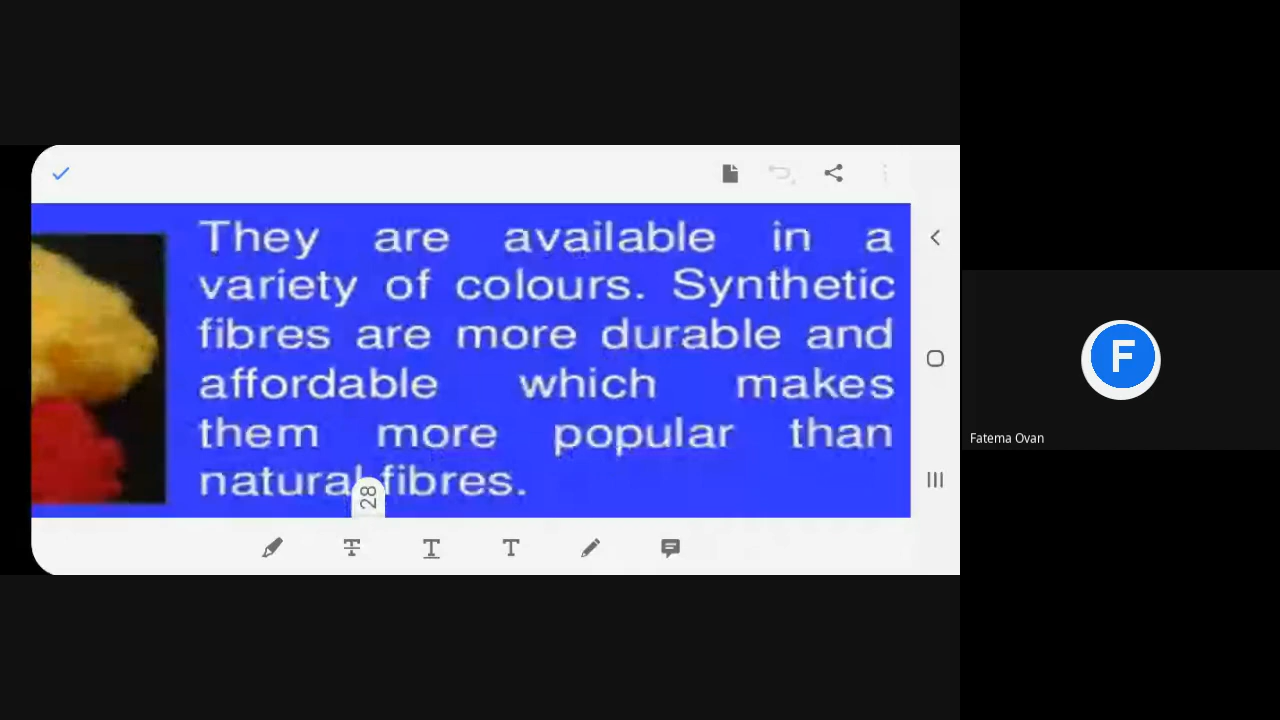 They are available in a
variety of colours. Synthetic
fibres are more durable and
affordable which makes
them more popular than
natural fibres.
28
F
Fatema Ovan